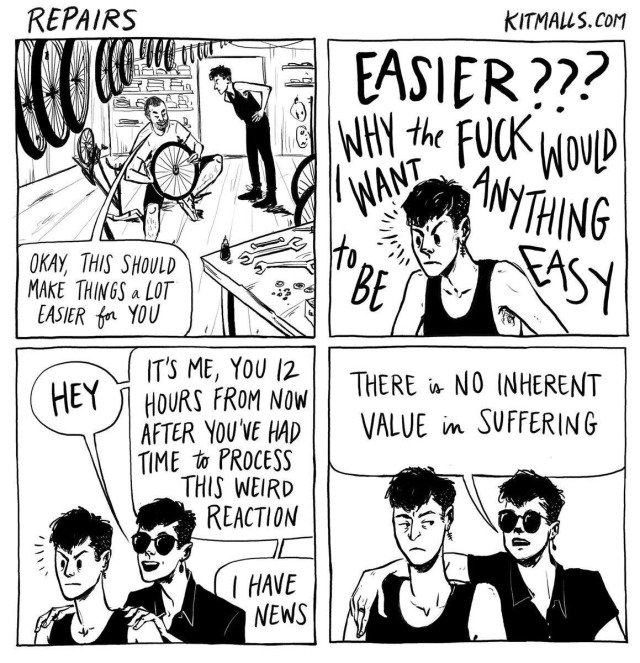 REPAIRS
KITMALLS.COM
OKAY, THIS SHOULD
MAKE THINGS a LOT
EASIER for YOU
EASIER???
WHY the FUCK WOULD
I WANT ANYTHING
to BE EASY
HEY
IT'S ME, YOU 12
HOURS FROM NOW
AFTER YOU'VE HAD
TIME to PROCESS
THIS WEIRD
REACTION
I HAVE
NEWS
THERE is NO INHERENT
VALUE in SUFFERING